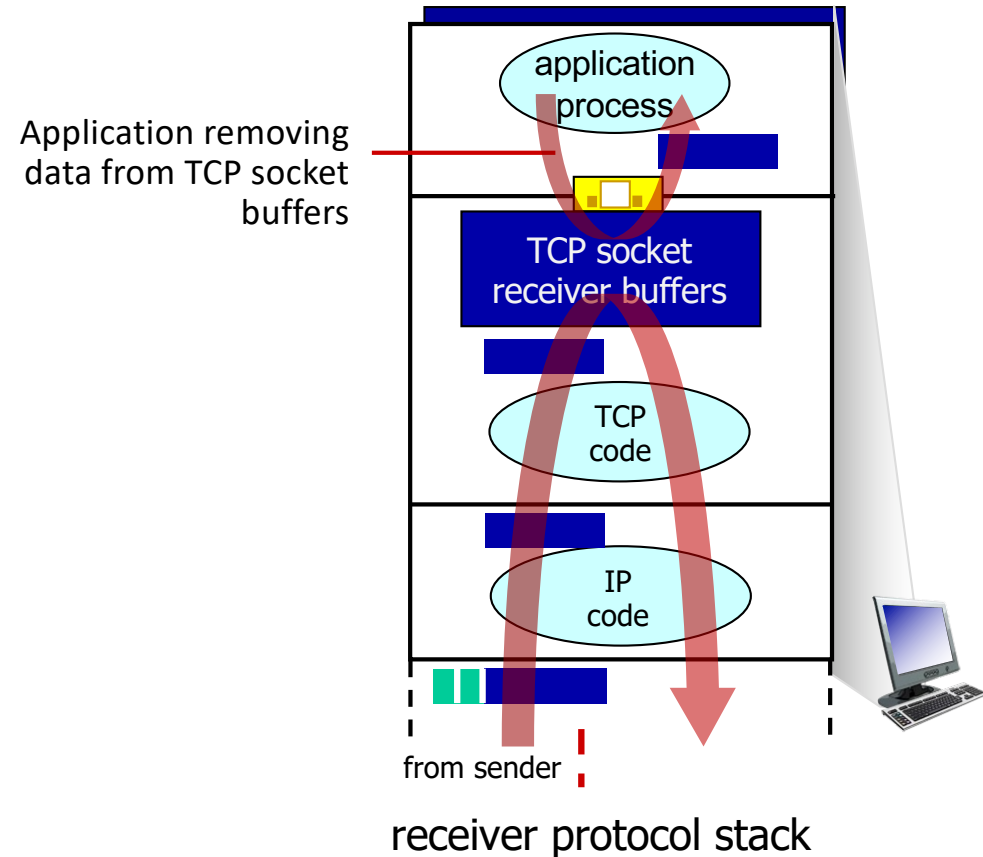 application
process
Application removing
data from TCP socket
buffers
TCP socket
receiver buffers
TCP
code
IP
code
from sender
receiver protocol stack